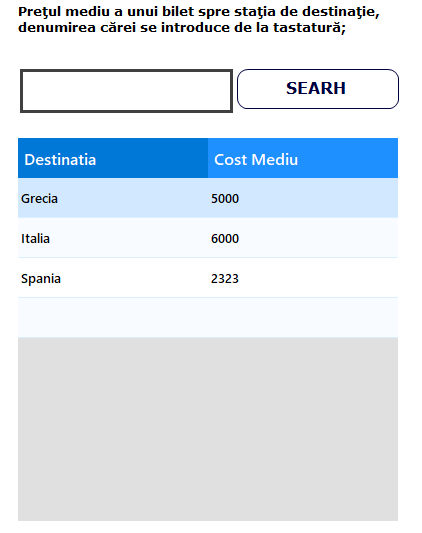 Preţul mediu a unui bilet spre staţia de destinaţie,
denumirea cărei se introduce de la tastatură;
SEARH
Destinatia Cost Mediu
Grecia 5000
Italia 6000
Spania 2323